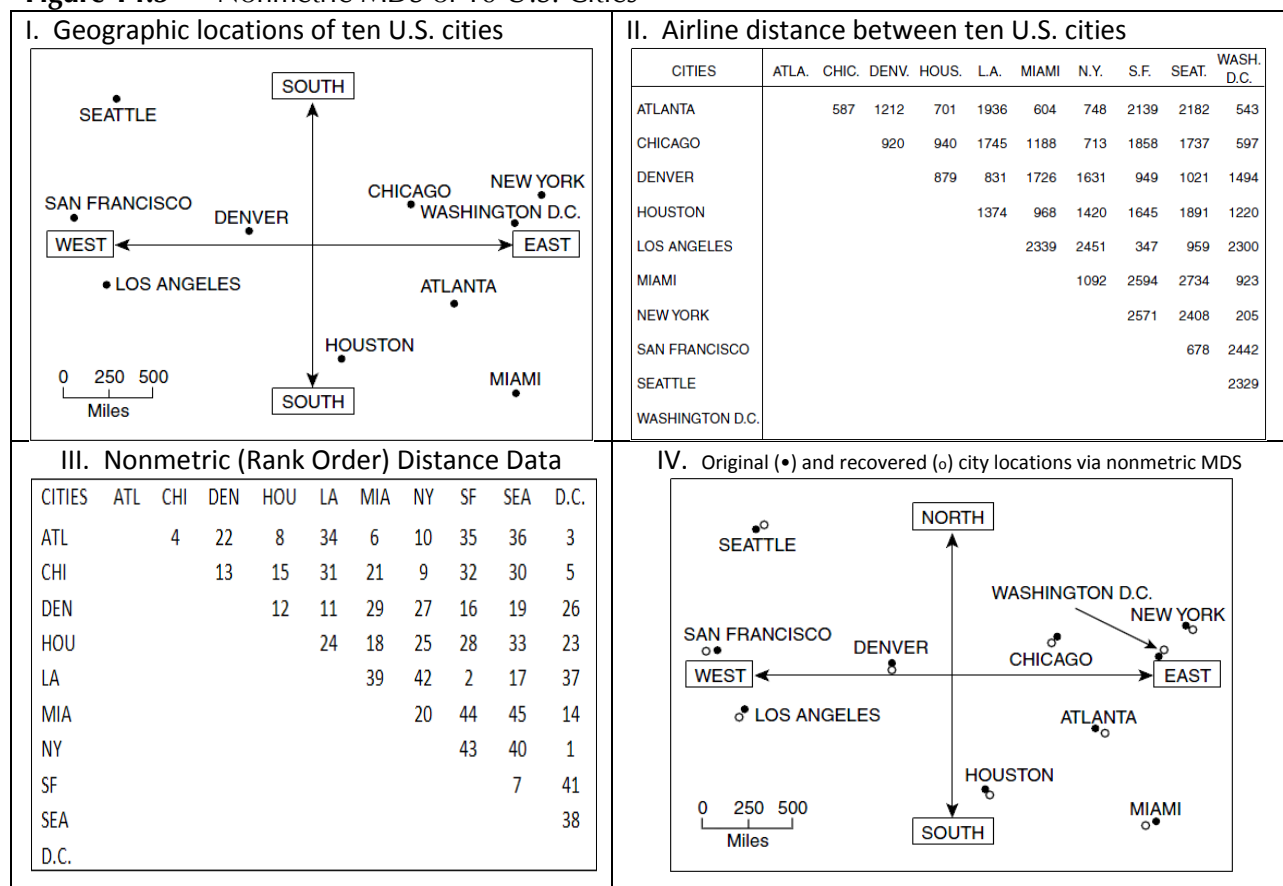 Figure Nonmetric MDS of 10 U.S. Cities
I. Geographic locations of ten U.S. cities
SOUTH
SEATTLE
CHICAGO
NEW YORK
SAN FRANCISCO
DENVER
WASHINGTON D.C.
WEST
EAST
LOS ANGELES
ATLANTA
HOUSTON
0 250 500
Miles
MIAMI
SOUTH
II. Airline distance between ten U.S. cities
CITIES ATLA. CHIC. DENV. HOUS. L.A. MIAMI N.Y. S.F. SEAT. WASH. D.C.
ATLANTA 587 1212 701 1936 604 748 2139 2182 543
CHICAGO 920 940 1745 1188 713 1858 1737 597
DENVER 879 831 1726 1631 949 1021 1494
HOUSTON 1374 968 1420 1645 1891 1220
LOS ANGELES 2339 2451 347 959 2300
MIAMI 1092 2594 2734 923
NEW YORK 2571 2408 205
SAN FRANCISCO 678 2442
SEATTLE 2329
WASHINGTON D.C.
III. Nonmetric (Rank Order) Distance Data
CITIES ATL CHI DEN HOU LA MIA NY SF SEA D.C.
ATL 4 22 8 34 6 10 35 36 3
CHI 13 15 31 21 9 32 30 5
DEN 12 11 29 27 16 19 26
HOU 24 18 25 28 33 23
LA 39 42 2 17 37
MIA 20 44 45 14
NY 43 40 1
SF 7 41
SEA 38
D.C.
IV. Original (•) and recovered (o) city locations via nonmetric MDS
NORTH
SEATTLE
WASHINGTON D.C.
NEW YORK
SAN FRANCISCO
DENVER
CHICAGO
WEST
EAST
LOS ANGELES
ATLANTA
HOUSTON
0 250 500
Miles
MIAMI
SOUTH